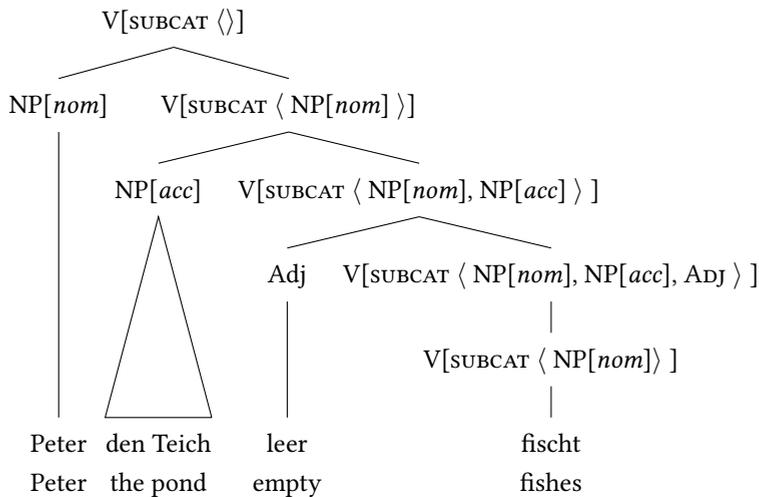 V[SUBCAT ⟨⟩]
NP[nom] V[SUBCAT ⟨ NP[nom] ⟩]
NP[acc] V[SUBCAT ⟨ NP[nom], NP[acc] ⟩ ]
Adj V[SUBCAT ⟨ NP[nom], NP[acc], ADJ ⟩ ]
V[SUBCAT ⟨ NP[nom]⟩ ]
Peter den Teich leer fischt
Peter the pond empty fishes